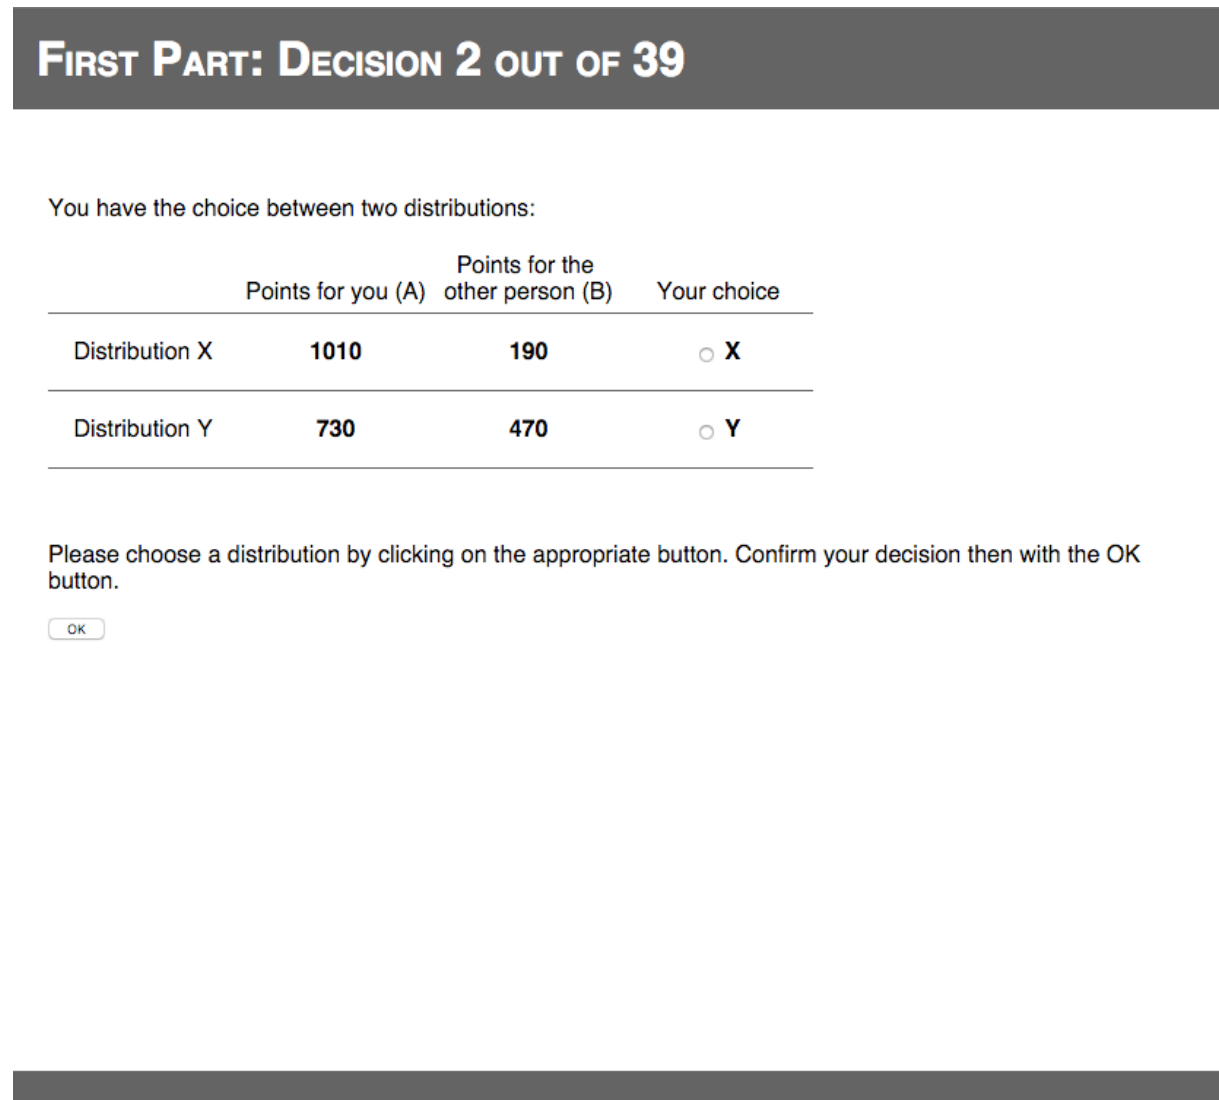 FIRST PART: DECISION 2 OUT OF 39
You have the choice between two distributions:
Points for the
Points for you (A) other person (B) Your choice
Distribution X 1010 190 X
Distribution Y 730 470 Y
Please choose a distribution by clicking on the appropriate button. Confirm your decision then with the OK
button.
OK